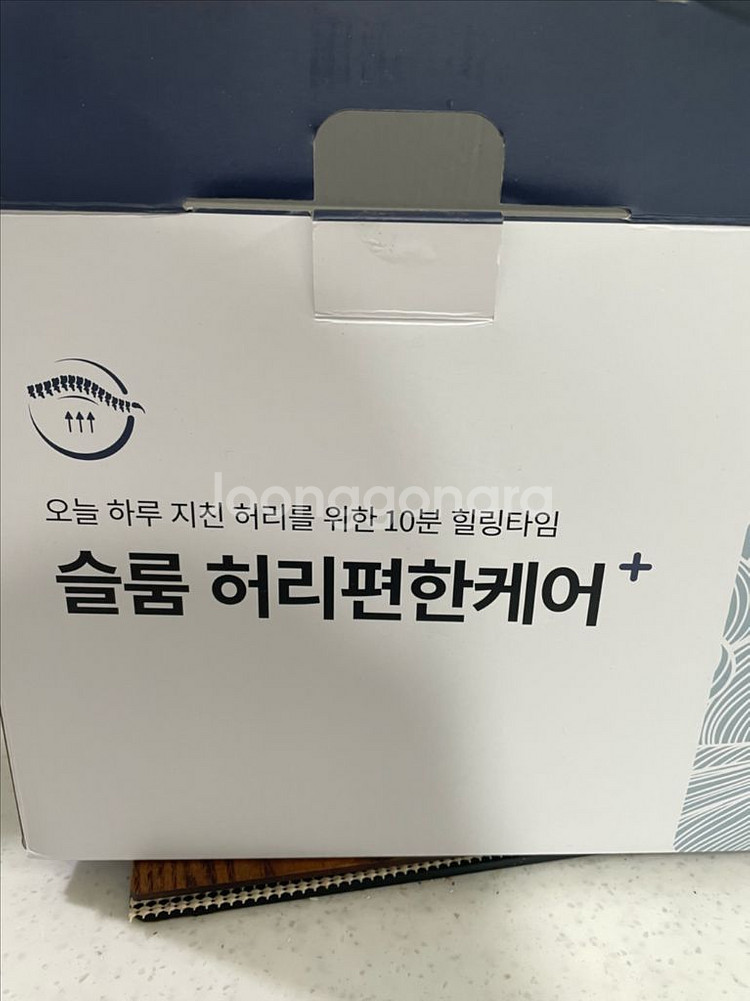 joonggonara
오늘 하루 지친 허리를 위한 10분 힐링타임
슬룸 허리편한케어+